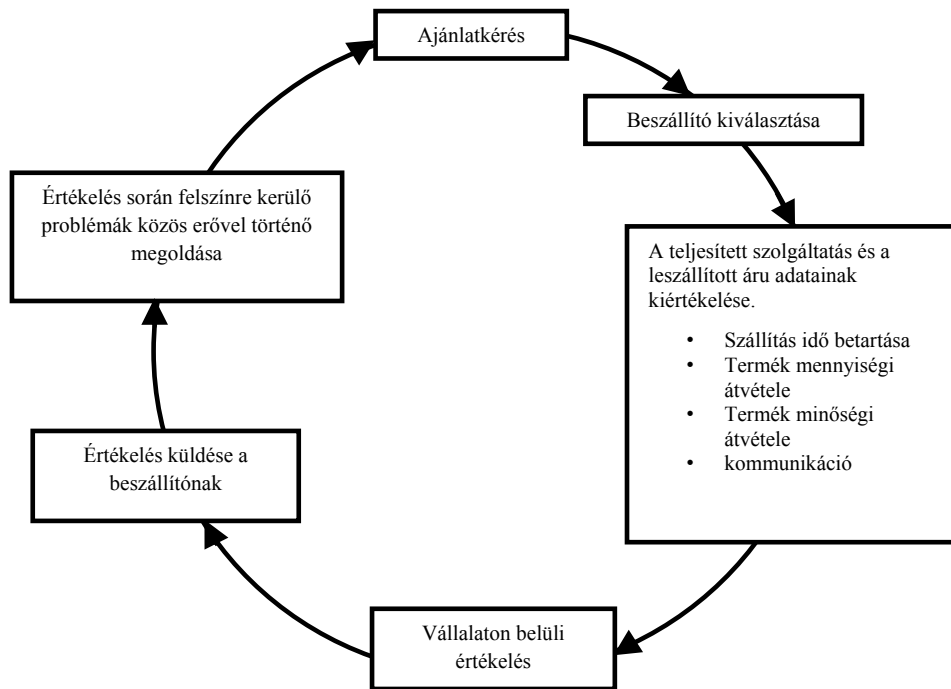 Ajánlatkérés
Beszállító kiválasztása
A teljesített szolgáltatás és a
leszállított áru adatainak
kiértékelése.
• Szállítás idő betartása
• Termék mennyiségi
átvétele
• Termék minőségi
átvétele
• kommunikáció
Vállalaton belüli
értékelés
Értékelés küldése a
beszállítónak
Értékelés során felszínre kerülő
problémák közös erővel történő
megoldása